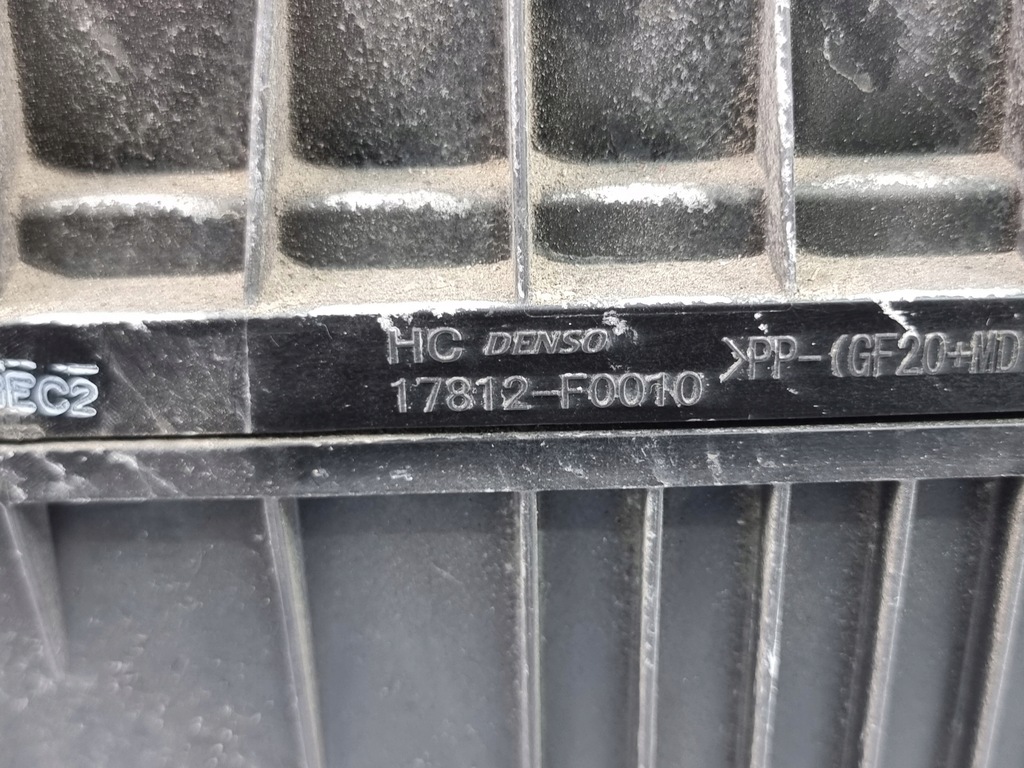 HC DENSO
17812-F0010
>PP-(GF20+MD
EC2